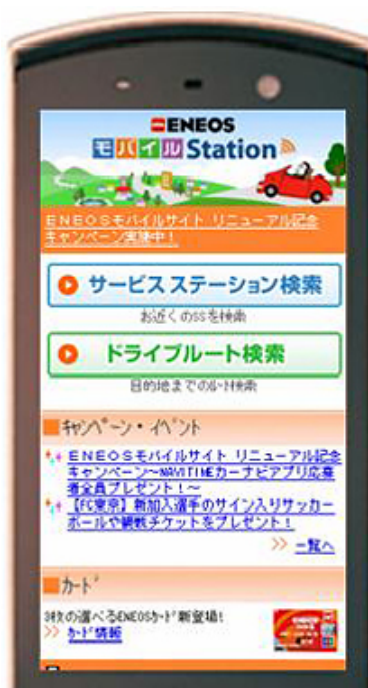 ENEOS
モバイルStation
ENEOSモバイルサイト リニューアル記念
キャンペーン実施中！
サービスステーション検索
お近くのSSを検索
ドライブルート検索
目的地までのﾙｰﾄ検索
■ｷｬﾝﾍﾟｰﾝ・ｲﾍﾞﾝﾄ
ENEOSモバイルサイト リニューアル記念
キャンペーン～NAVITIMEカーナビアプリ応募
者全員プレゼント！～
【FC東京】新加入選手のサイン入りサッカー
ボールや観戦チケットをプレゼント！
>> 一覧へ
■ｶｰﾄﾞ
3枚の選べるENEOSｶｰﾄﾞ新登場!
>> ｶｰﾄﾞ情報